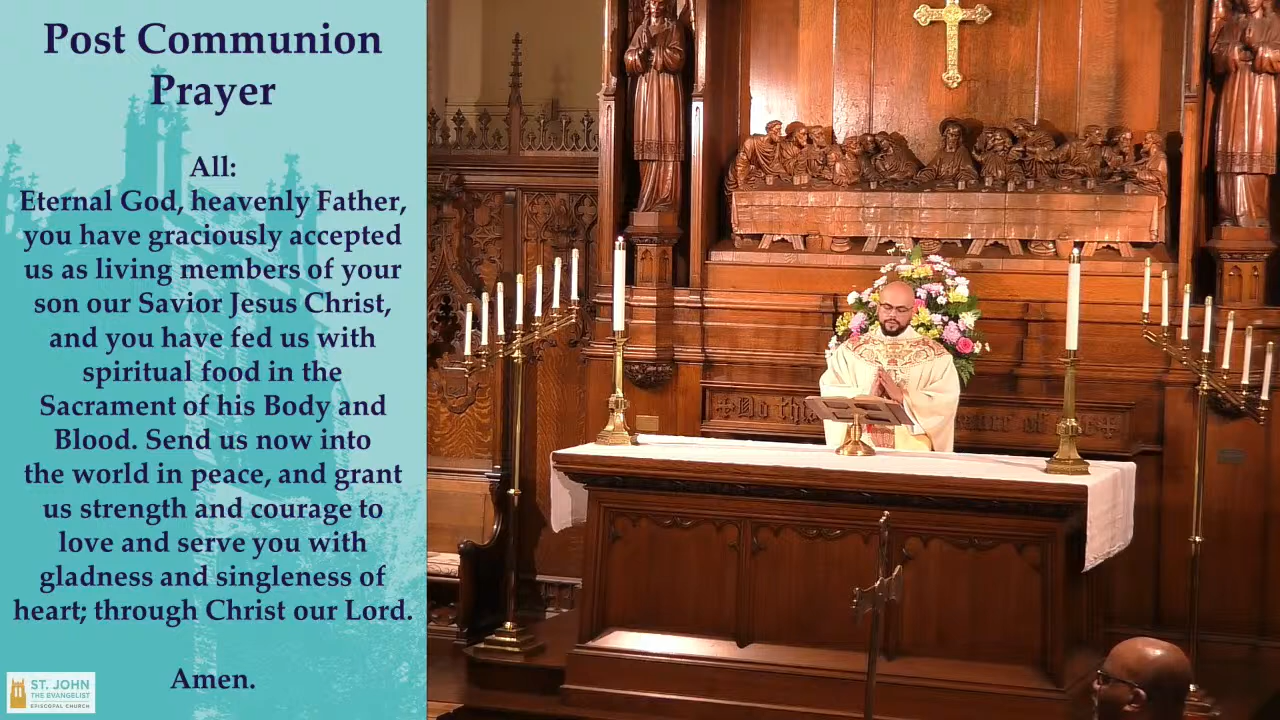 Post Communion
Prayer
All:
Eternal God, heavenly Father,
you have graciously accepted
us as living members of your
son our Savior Jesus Christ,
and you have fed us with
spiritual food in the
Sacrament of his Body and
Blood. Send us now into
the world in peace, and grant
us strength and courage to
love and serve you with
gladness and singleness of
heart; through Christ our Lord.
Amen.
ST. JOHN
THE EVANGELIST
EPISCOPAL CHURCH
Do this